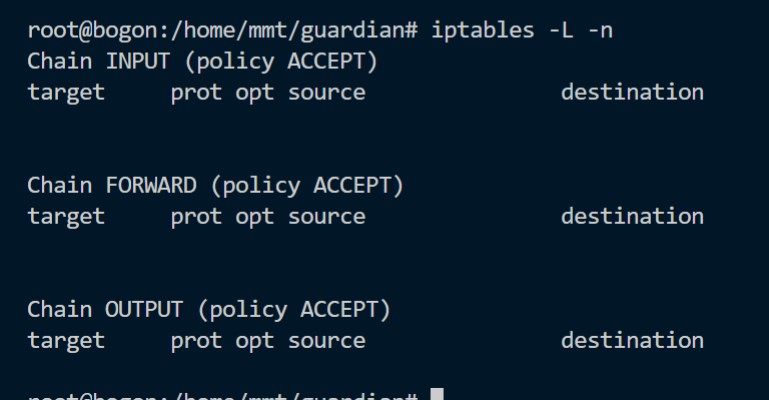 root@bogon:/home/mmt/guardian# iptables -L -n
Chain INPUT (policy ACCEPT)
target     prot opt source               destination

Chain FORWARD (policy ACCEPT)
target     prot opt source               destination

Chain OUTPUT (policy ACCEPT)
target     prot opt source               destination

root@bogon:/home/mmt/guardian#